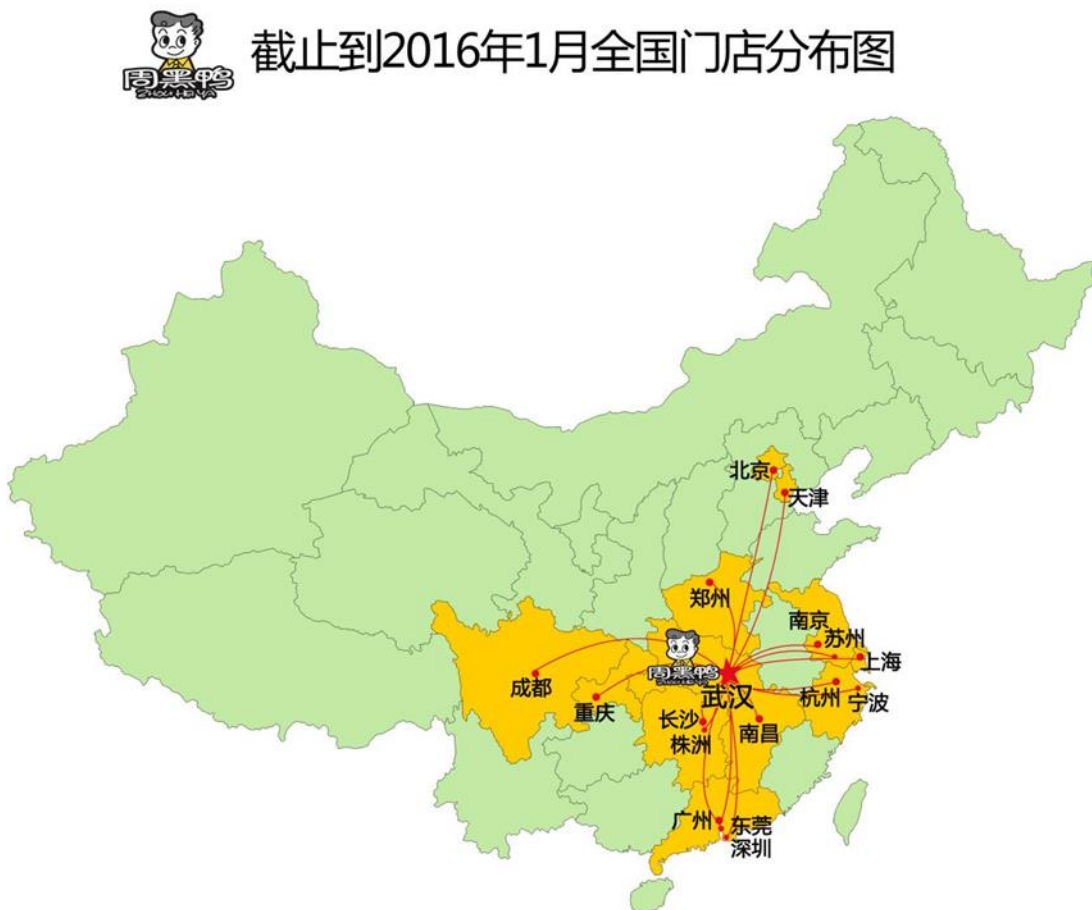 周黑鸭
ZHOU HEI YA
截止到2016年1月全国门店分布图
北京
天津
郑州
南京
苏州
上海
周黑鸭
武汉
成都
重庆
杭州
宁波
长沙
株洲
南昌
广州
东莞
深圳